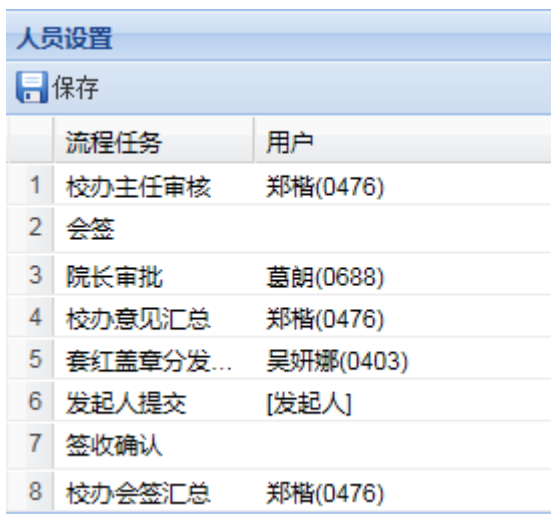 人员设置
保存
流程任务 用户
1 校办主任审核 郑楷(0476)
2 会签
3 院长审批 葛朗(0688)
4 校办意见汇总 郑楷(0476)
5 套红盖章分发... 吴妍娜(0403)
6 发起人提交 [发起人]
7 签收确认
8 校办会签汇总 郑楷(0476)